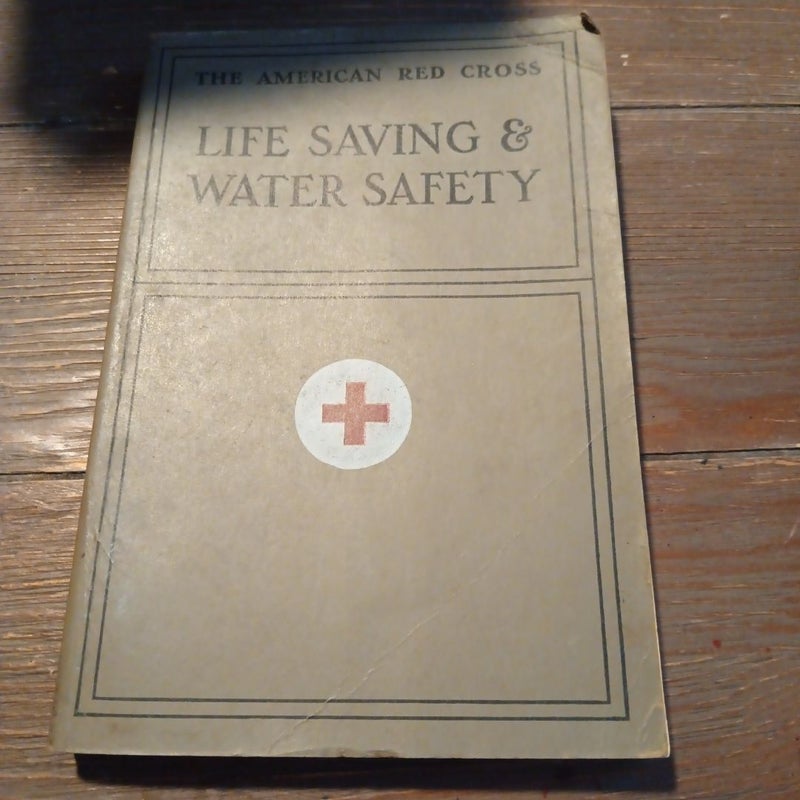 THE AMERICAN RED CROSS
LIFE SAVING &
WATER SAFETY